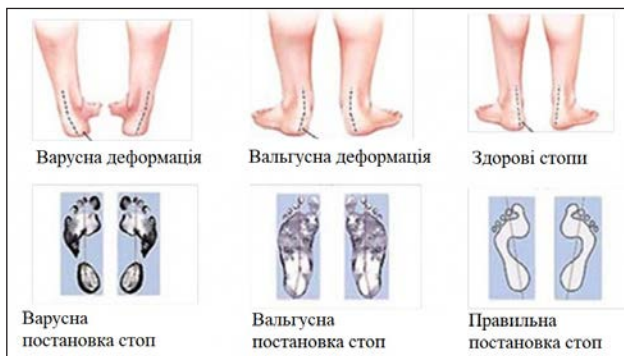 Варусна деформація
Вальгусна деформація
Здорові стопи
Варусна
постановка стоп
Вальгусна
постановка стоп
Правильна
постановка стоп